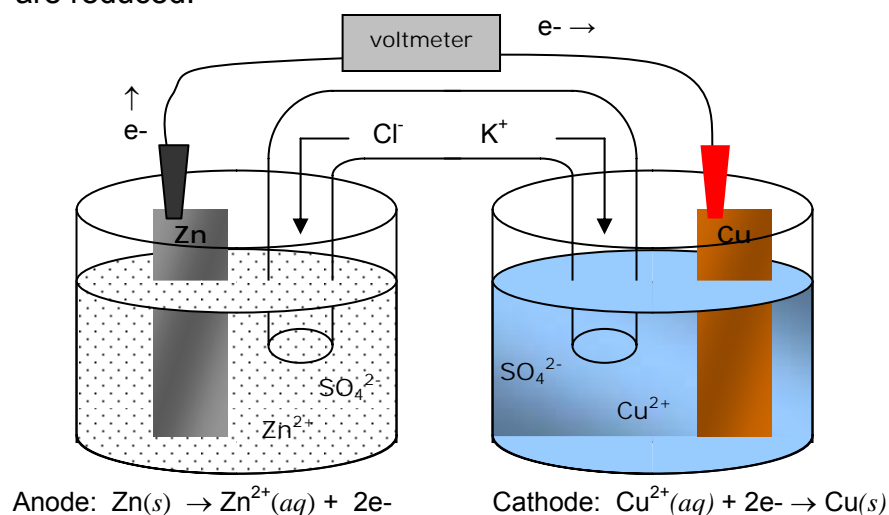 are reduced.
voltmeter
e- →
↑
e-
Cl⁻ K⁺
Zn Cu
SO₄²⁻
Zn²⁺
SO₄²⁻
Cu²⁺
Anode: Zn(s) → Zn²⁺(aq) + 2e- Cathode: Cu²⁺(aq) + 2e- → Cu(s)